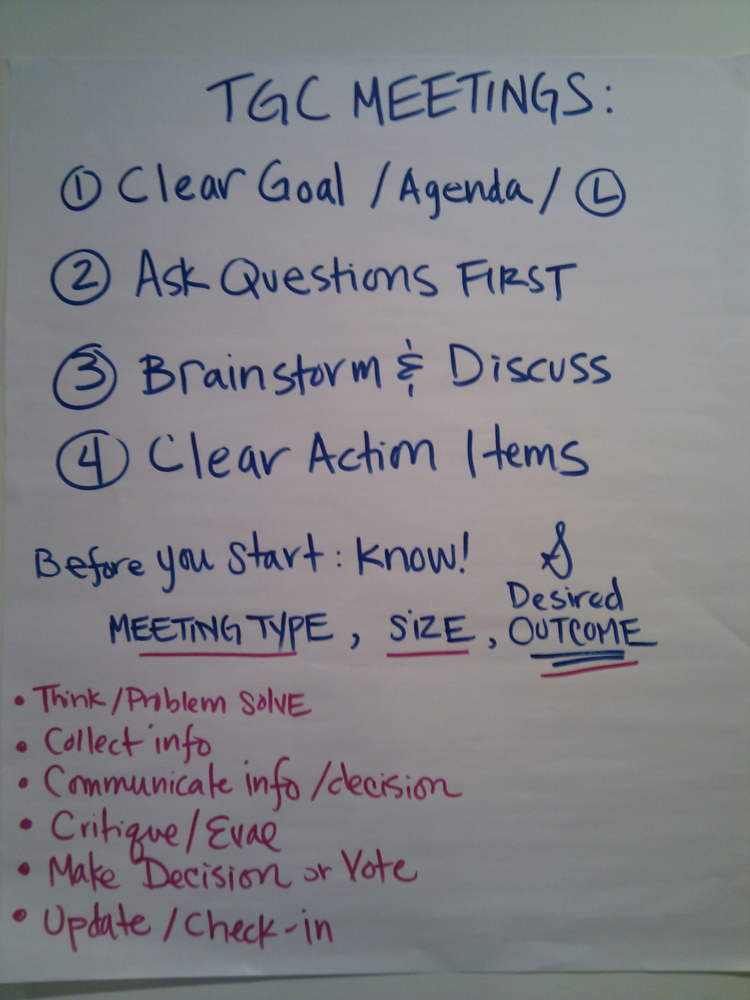 TGC MEETINGS:
① Clear Goal / Agenda / Ⓛ
② Ask Questions FIRST
③ Brainstorm & Discuss
④ Clear Action Items
Before you start: Know!
Desired
MEETING TYPE, SIZE, OUTCOME
• Think/Problem SOLVE
• Collect info
• Communicate info/decision
• Critique/Eval
• Make Decision or Vote
• Update/Check-in